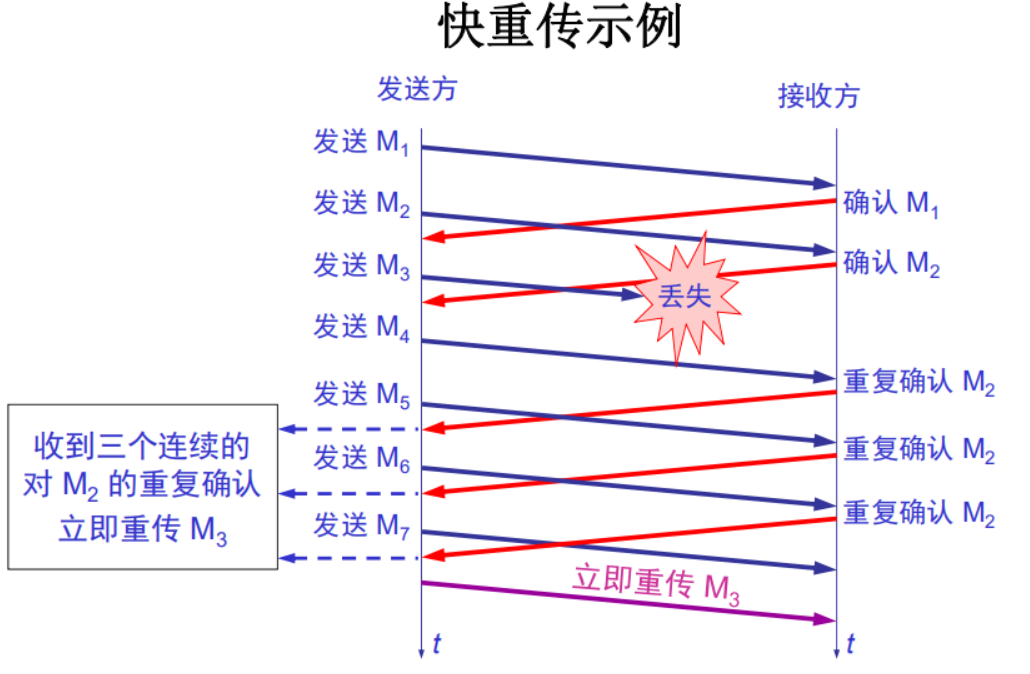 快重传示例
发送方
接收方
发送 M₁
确认 M₁
发送 M₂
确认 M₂
发送 M₃
丢失
发送 M₄
重复确认 M₂
发送 M₅
收到三个连续的
对 M₂ 的重复确认
立即重传 M₃
重复确认 M₂
发送 M₆
重复确认 M₂
发送 M₇
立即重传 M₃
t
t